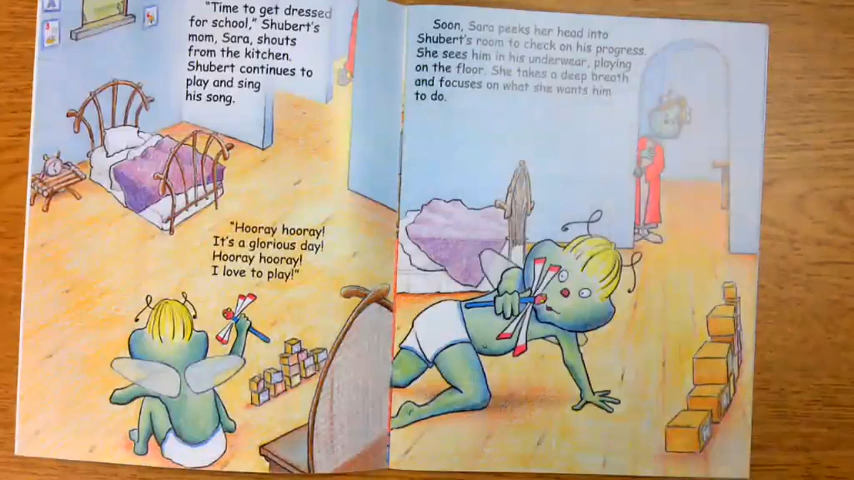 "Time to get dressed
for school," Shubert's
mom, Sara, shouts
from the kitchen.
Shubert continues to
play and sing
his song.
"Hooray hooray!
It's a glorious day!
Hooray hooray!
I love to play!"
Soon, Sara peeks her head into
Shubert's room to check on his progress.
She sees him in his underwear, playing
on the floor. She takes a deep breath
and focuses on what she wants him
to do.